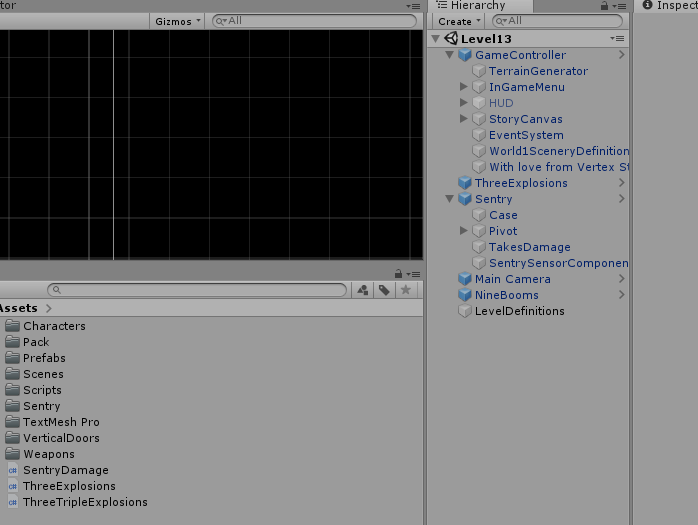 tor
Gizmos
All
Hierarchy
Create
All
Level13
GameController
TerrainGenerator
InGameMenu
HUD
StoryCanvas
EventSystem
World1SceneryDefinition
With love from Vertex St
ThreeExplosions
Sentry
Case
Pivot
TakesDamage
SentrySensorComponen
Main Camera
NineBooms
LevelDefinitions
Inspect
Assets
Characters
Pack
Prefabs
Scenes
Scripts
Sentry
TextMesh Pro
VerticalDoors
Weapons
C# SentryDamage
C# ThreeExplosions
C# ThreeTripleExplosions